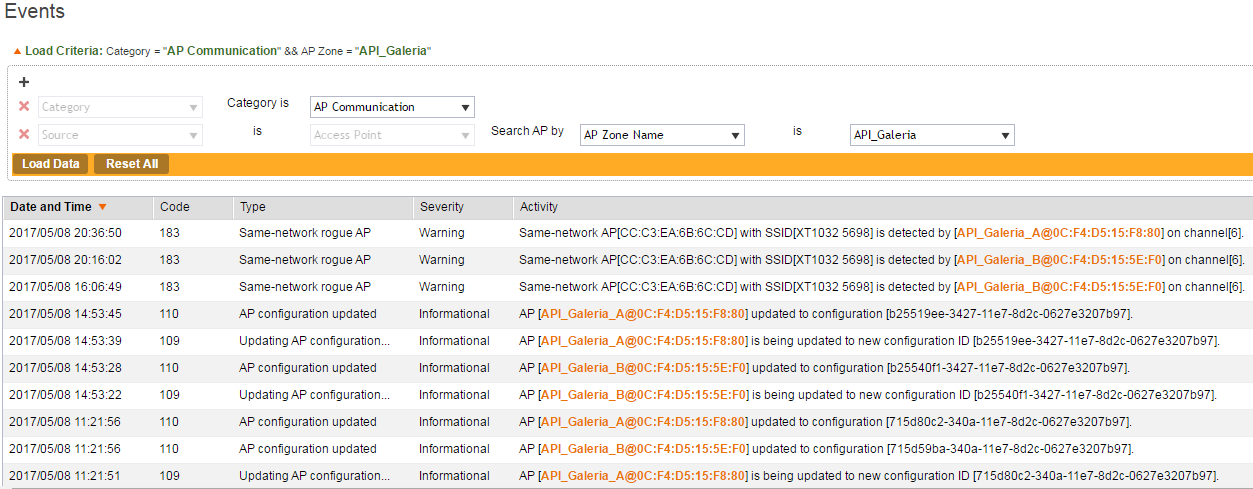 Events
Load Criteria: Category = "AP Communication" && AP Zone = "API_Galeria"
+
Category Category is AP Communication
Source is Access Point Search AP by AP Zone Name is API_Galeria
Load Data Reset All
Date and Time Code Type Severity Activity
2017/05/08 20:36:50 183 Same-network rogue AP Warning Same-network AP[CC:C3:EA:6B:6C:CD] with SSID[XT1032 5698] is detected by [API_Galeria_A@0C:F4:D5:15:F8:80] on channel[6].
2017/05/08 20:16:02 183 Same-network rogue AP Warning Same-network AP[CC:C3:EA:6B:6C:CD] with SSID[XT1032 5698] is detected by [API_Galeria_B@0C:F4:D5:15:5E:F0] on channel[6].
2017/05/08 16:06:49 183 Same-network rogue AP Warning Same-network AP[CC:C3:EA:6B:6C:CD] with SSID[XT1032 5698] is detected by [API_Galeria_B@0C:F4:D5:15:5E:F0] on channel[6].
2017/05/08 14:53:45 110 AP configuration updated Informational AP [API_Galeria_A@0C:F4:D5:15:F8:80] updated to configuration [b25519ee-3427-11e7-8d2c-0627e3207b97].
2017/05/08 14:53:39 109 Updating AP configuration... Informational AP [API_Galeria_A@0C:F4:D5:15:F8:80] is being updated to new configuration ID [b25519ee-3427-11e7-8d2c-0627e3207b97].
2017/05/08 14:53:28 110 AP configuration updated Informational AP [API_Galeria_B@0C:F4:D5:15:5E:F0] updated to configuration [b25540f1-3427-11e7-8d2c-0627e3207b97].
2017/05/08 14:53:22 109 Updating AP configuration... Informational AP [API_Galeria_B@0C:F4:D5:15:5E:F0] is being updated to new configuration ID [b25540f1-3427-11e7-8d2c-0627e3207b97].
2017/05/08 11:21:56 110 AP configuration updated Informational AP [API_Galeria_A@0C:F4:D5:15:F8:80] updated to configuration [715d80c2-340a-11e7-8d2c-0627e3207b97].
2017/05/08 11:21:56 110 AP configuration updated Informational AP [API_Galeria_B@0C:F4:D5:15:5E:F0] updated to configuration [715d59ba-340a-11e7-8d2c-0627e3207b97].
2017/05/08 11:21:51 109 Updating AP configuration... Informational AP [API_Galeria_A@0C:F4:D5:15:F8:80] is being updated to new configuration ID [715d80c2-340a-11e7-8d2c-0627e3207b97].